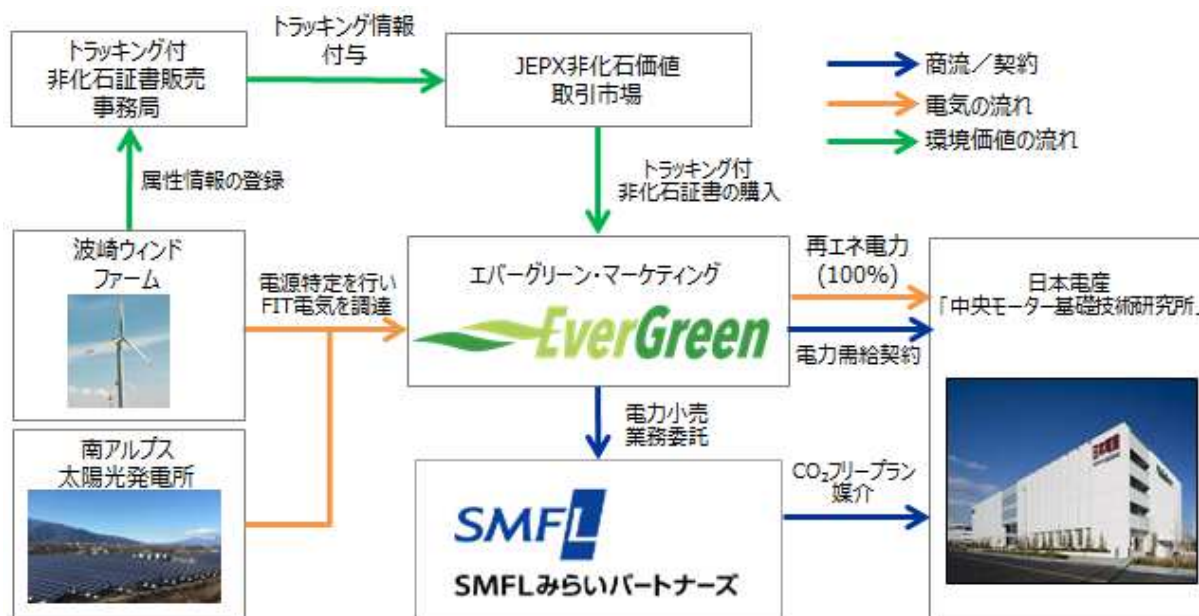 トラッキング付
非化石証書販売
事務局
トラッキング情報
付与
JEPX非化石価値
取引市場
商流／契約
電気の流れ
環境価値の流れ
属性情報の登録
トラッキング付
非化石証書の購入
波崎ウィンド
ファーム
電源特定を行い
FIT電気を調達
エバーグリーン・マーケティング
EverGreen
再エネ電力
(100%)
電力需給契約
日本電産
「中央モーター基礎技術研究所」
南アルプス
太陽光発電所
電力小売
業務委託
SMFL
SMFLみらいパートナーズ
CO₂フリープラン
媒介
日本電産